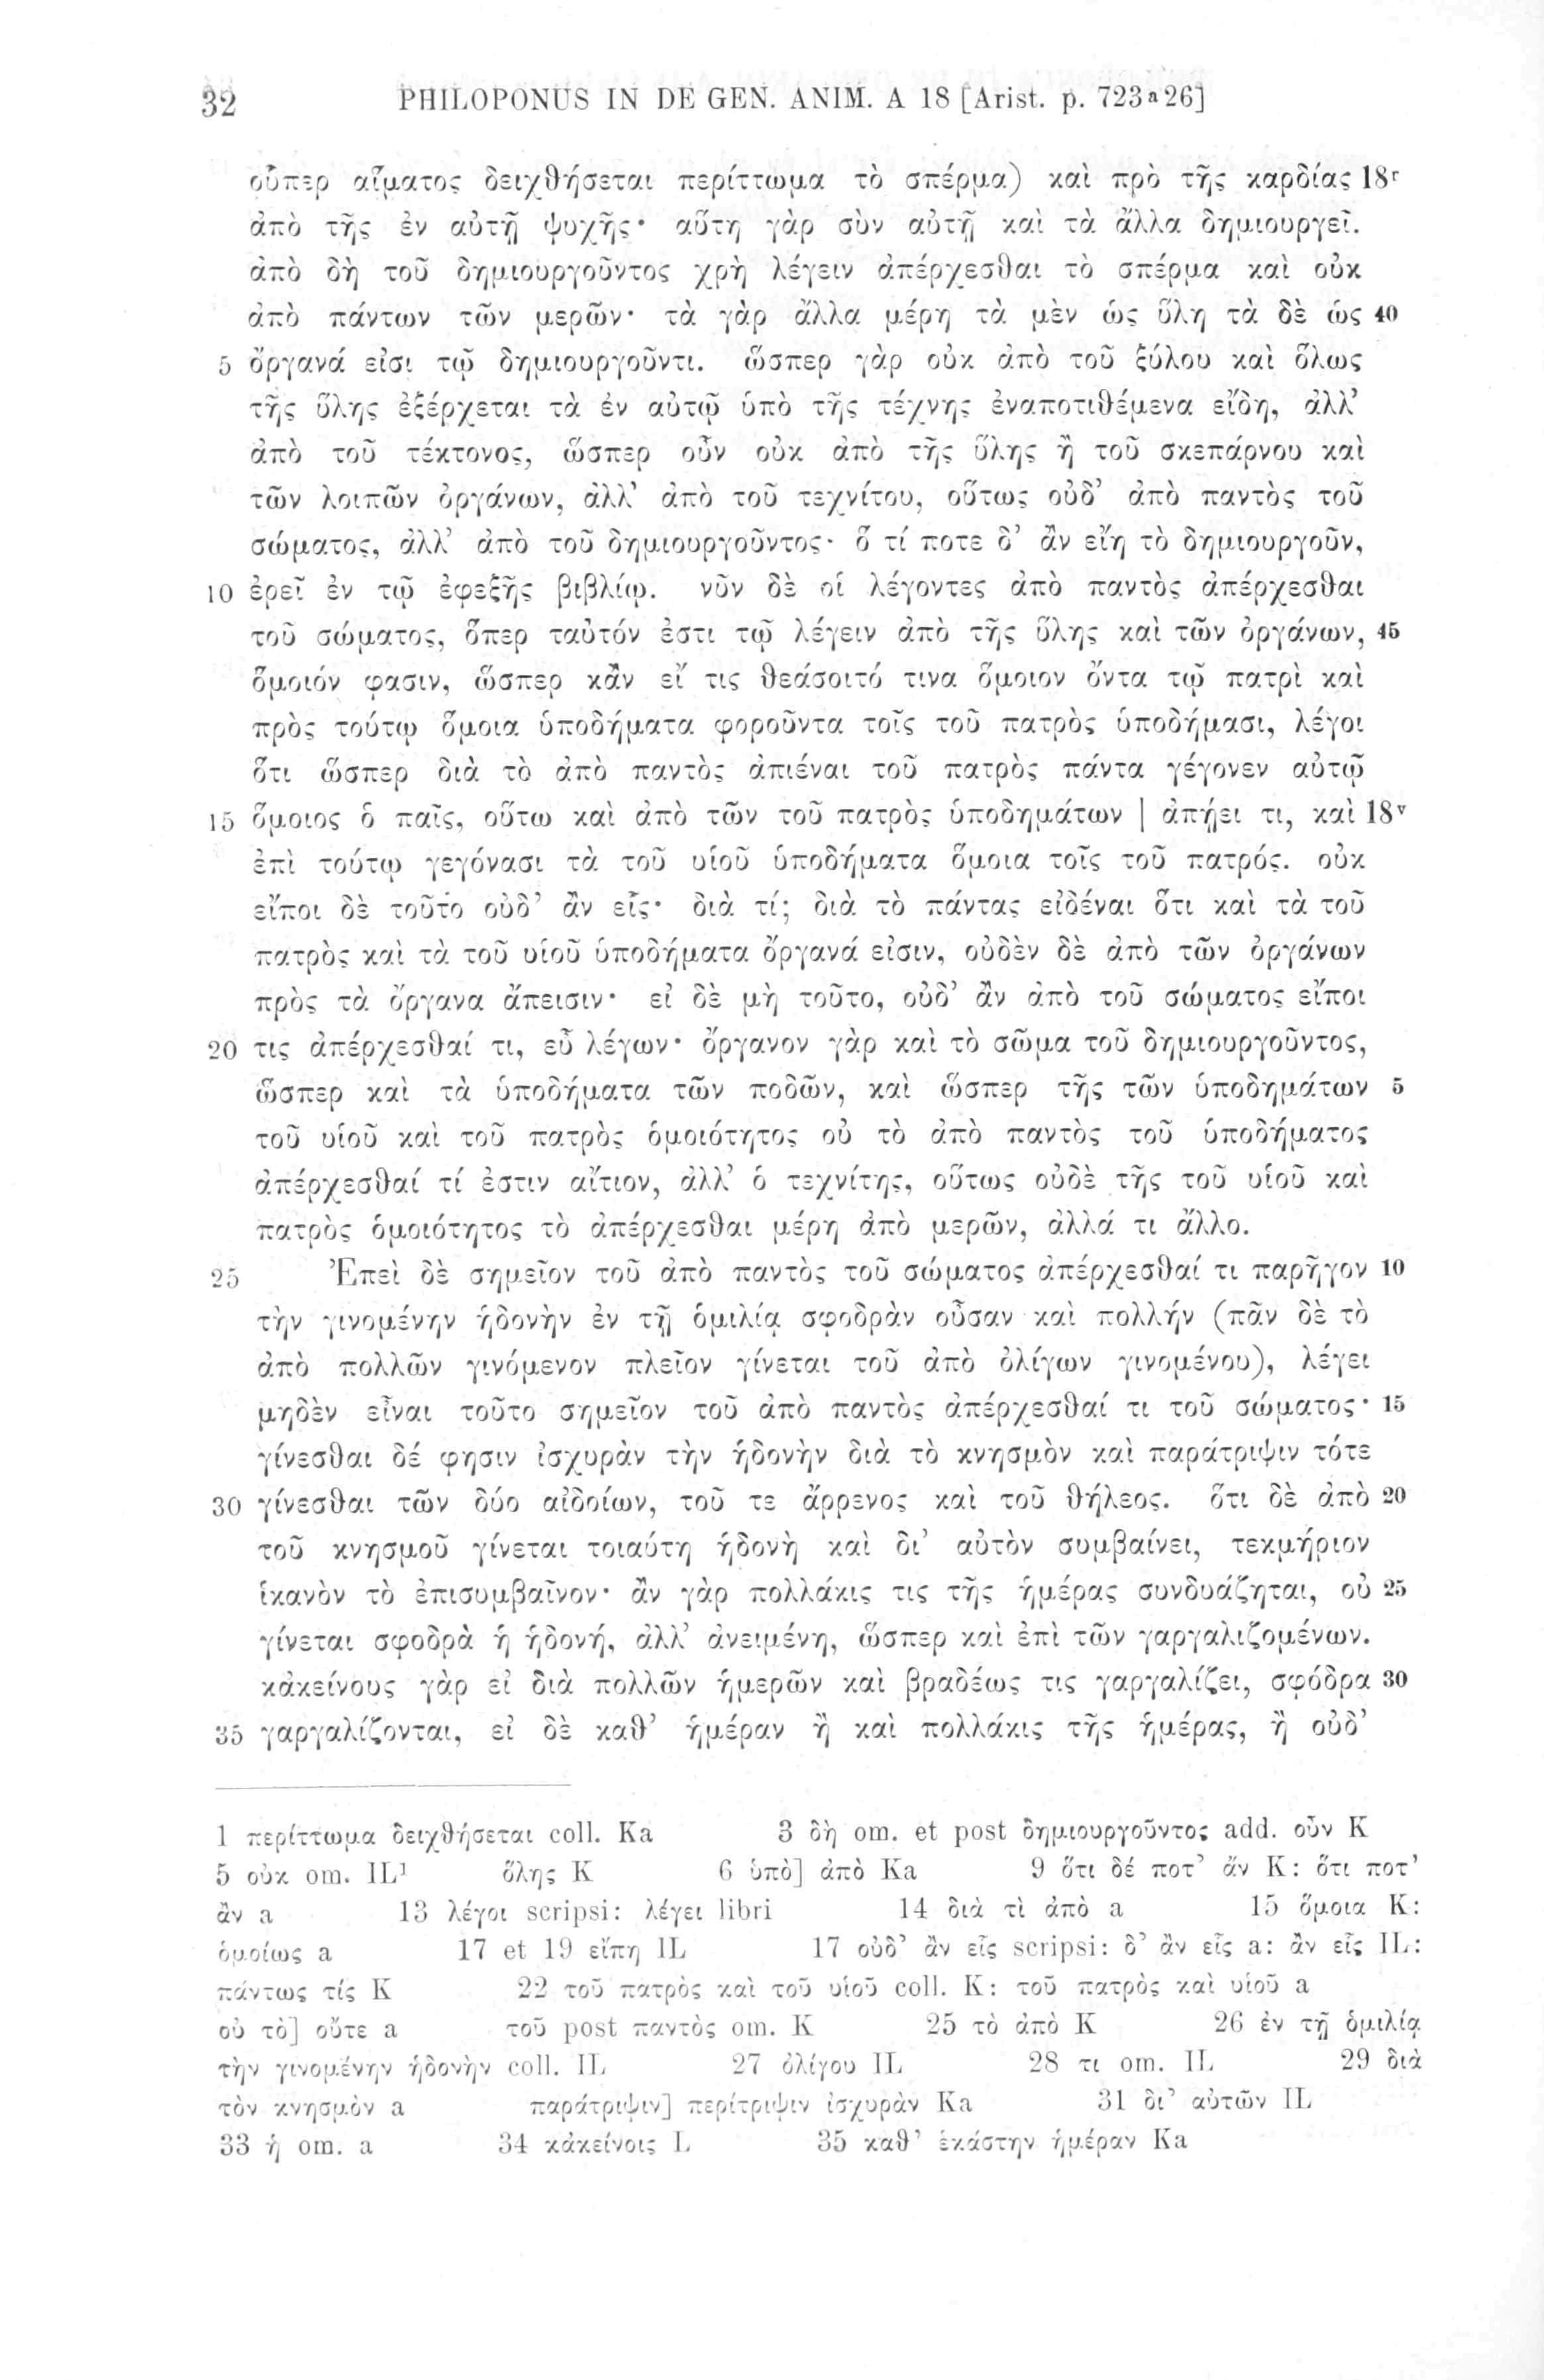 32 PHILOPONUS IN DE GEN. ANIM. A 18 [Arist. p. 723ᵃ26]
οὗπερ αἵματος δειχθήσεται περίττωμα τὸ σπέρμα) καὶ πρὸ τῆς καρδίας 18ʳ
ἀπὸ τῆς ἐν αὐτῇ ψυχῆς· αὕτη γὰρ σὺν αὐτῇ καὶ τὰ ἄλλα δημιουργεῖ.
ἀπὸ δὴ τοῦ δημιουργοῦντος χρὴ λέγειν ἀπέρχεσθαι τὸ σπέρμα καὶ οὐκ
ἀπὸ πάντων τῶν μερῶν· τὰ γὰρ ἄλλα μέρη τὰ μὲν ὡς ὕλη τὰ δὲ ὡς 40
5 ὄργανά εἰσι τῷ δημιουργοῦντι. ὥσπερ γὰρ οὐκ ἀπὸ τοῦ ξύλου καὶ ὅλως
τῆς ὕλης ἐξέρχεται τὰ ἐν αὐτῷ ὑπὸ τῆς τέχνης ἐναποτιθέμενα εἴδη, ἀλλ’
ἀπὸ τοῦ τέκτονος, ὥσπερ οὖν οὐκ ἀπὸ τῆς ὕλης ἢ τοῦ σκεπάρνου καὶ
τῶν λοιπῶν ὀργάνων, ἀλλ’ ἀπὸ τοῦ τεχνίτου, οὕτως οὐδ’ ἀπὸ παντὸς τοῦ
σώματος, ἀλλ’ ἀπὸ τοῦ δημιουργοῦντος· ὅ τί ποτε δ’ ἂν εἴη τὸ δημιουργοῦν,
10 ἐρεῖ ἐν τῷ ἐφεξῆς βιβλίῳ. νῦν δὲ οἱ λέγοντες ἀπὸ παντὸς ἀπέρχεσθαι
τοῦ σώματος, ὅπερ ταὐτόν ἐστι τῷ λέγειν ἀπὸ τῆς ὕλης καὶ τῶν ὀργάνων, 45
ὅμοιόν φασιν, ὥσπερ κἂν εἴ τις θεάσοιτό τινα ὅμοιον ὄντα τῷ πατρὶ καὶ
πρὸς τούτῳ ὅμοια ὑποδήματα φοροῦντα τοῖς τοῦ πατρὸς ὑποδήμασι, λέγοι
ὅτι ὥσπερ διὰ τὸ ἀπὸ παντὸς ἀπιέναι τοῦ πατρὸς πάντα γέγονεν αὐτῷ
15 ὅμοιος ὁ παῖς, οὕτω καὶ ἀπὸ τῶν τοῦ πατρὸς ὑποδημάτων | ἀπῄει τι, καὶ 18ᵛ
ἐπὶ τούτῳ γεγόνασι τὰ τοῦ υἱοῦ ὑποδήματα ὅμοια τοῖς τοῦ πατρός. οὐκ
εἴποι δὲ τοῦτο οὐδ’ ἂν εἷς· διὰ τί; διὰ τὸ πάντας εἰδέναι ὅτι καὶ τὰ τοῦ
πατρὸς καὶ τὰ τοῦ υἱοῦ ὑποδήματα ὄργανά εἰσιν, οὐδὲν δὲ ἀπὸ τῶν ὀργάνων
πρὸς τὰ ὄργανα ἄπεισιν· εἰ δὲ μὴ τοῦτο, οὐδ’ ἂν ἀπὸ τοῦ σώματος εἴποι
20 τις ἀπέρχεσθαί τι, εὖ λέγων· ὄργανον γὰρ καὶ τὸ σῶμα τοῦ δημιουργοῦντος,
ὥσπερ καὶ τὰ ὑποδήματα τῶν ποδῶν, καὶ ὥσπερ τῆς τῶν ὑποδημάτων 5
τοῦ υἱοῦ καὶ τοῦ πατρὸς ὁμοιότητος οὐ τὸ ἀπὸ παντὸς τοῦ ὑποδήματος
ἀπέρχεσθαί τί ἐστιν αἴτιον, ἀλλ’ ὁ τεχνίτης, οὕτως οὐδὲ τῆς τοῦ υἱοῦ καὶ
πατρὸς ὁμοιότητος τὸ ἀπέρχεσθαι μέρη ἀπὸ μερῶν, ἀλλά τι ἄλλο.
25 Ἐπεὶ δὲ σημεῖον τοῦ ἀπὸ παντὸς τοῦ σώματος ἀπέρχεσθαί τι παρῆγον 10
τὴν γινομένην ἡδονὴν ἐν τῇ ὁμιλίᾳ σφοδρὰν οὖσαν καὶ πολλήν (πᾶν δὲ τὸ
ἀπὸ πολλῶν γινόμενον πλεῖον γίνεται τοῦ ἀπὸ ὀλίγων γινομένου), λέγει
μηδὲν εἶναι τοῦτο σημεῖον τοῦ ἀπὸ παντὸς ἀπέρχεσθαί τι τοῦ σώματος· 15
γίνεσθαι δέ φησιν ἰσχυρὰν τὴν ἡδονὴν διὰ τὸ κνησμὸν καὶ παράτριψιν τότε
30 γίνεσθαι τῶν δύο αἰδοίων, τοῦ τε ἄρρενος καὶ τοῦ θήλεος. ὅτι δὲ ἀπὸ 20
τοῦ κνησμοῦ γίνεται τοιαύτη ἡδονὴ καὶ δι’ αὐτὸν συμβαίνει, τεκμήριον
ἱκανὸν τὸ ἐπισυμβαῖνον· ἂν γὰρ πολλάκις τις τῆς ἡμέρας συνδυάζηται, οὐ 25
γίνεται σφοδρὰ ἡ ἡδονή, ἀλλ’ ἀνειμένη, ὥσπερ καὶ ἐπὶ τῶν γαργαλιζομένων.
κἀκείνους γὰρ εἰ διὰ πολλῶν ἡμερῶν καὶ βραδέως τις γαργαλίζει, σφόδρα 30
35 γαργαλίζονται, εἰ δὲ καθ’ ἡμέραν ἢ καὶ πολλάκις τῆς ἡμέρας, ἢ οὐδ’
1 περίττωμα δειχθήσεται coll. Ka 3 δὴ om. et post δημιουργοῦντος add. οὖν K
5 οὐκ om. IL¹ ὅλης K 6 ὑπὸ] ἀπὸ Ka 9 ὅτι δέ ποτ’ ἄν K: ὅτι ποτ’
ἂν a 13 λέγοι scripsi: λέγει libri 14 διὰ τὶ ἀπὸ a 15 ὅμοια K:
ὁμοίως a 17 et 19 εἴπῃ IL 17 οὐδ’ ἂν εἷς scripsi: δ’ ἂν εἷς a: ἂν εἷς IL:
πάντως τίς K 22 τοῦ πατρὸς καὶ τοῦ υἱοῦ coll. K: τοῦ πατρὸς καὶ υἱοῦ a
οὐ τὸ] οὔτε a τοῦ post παντὸς om. K 25 τὸ ἀπὸ K 26 ἐν τῇ ὁμιλίᾳ
τὴν γινομένην ἡδονὴν coll. IL 27 ὀλίγου IL 28 τι om. IL 29 διὰ
τὸν κνησμὸν a παράτριψιν] περίτριψιν ἰσχυρὰν Ka 31 δι’ αὐτῶν IL
33 ἡ om. a 34 κἀκείνοις L 35 καθ’ ἑκάστην ἡμέραν Ka